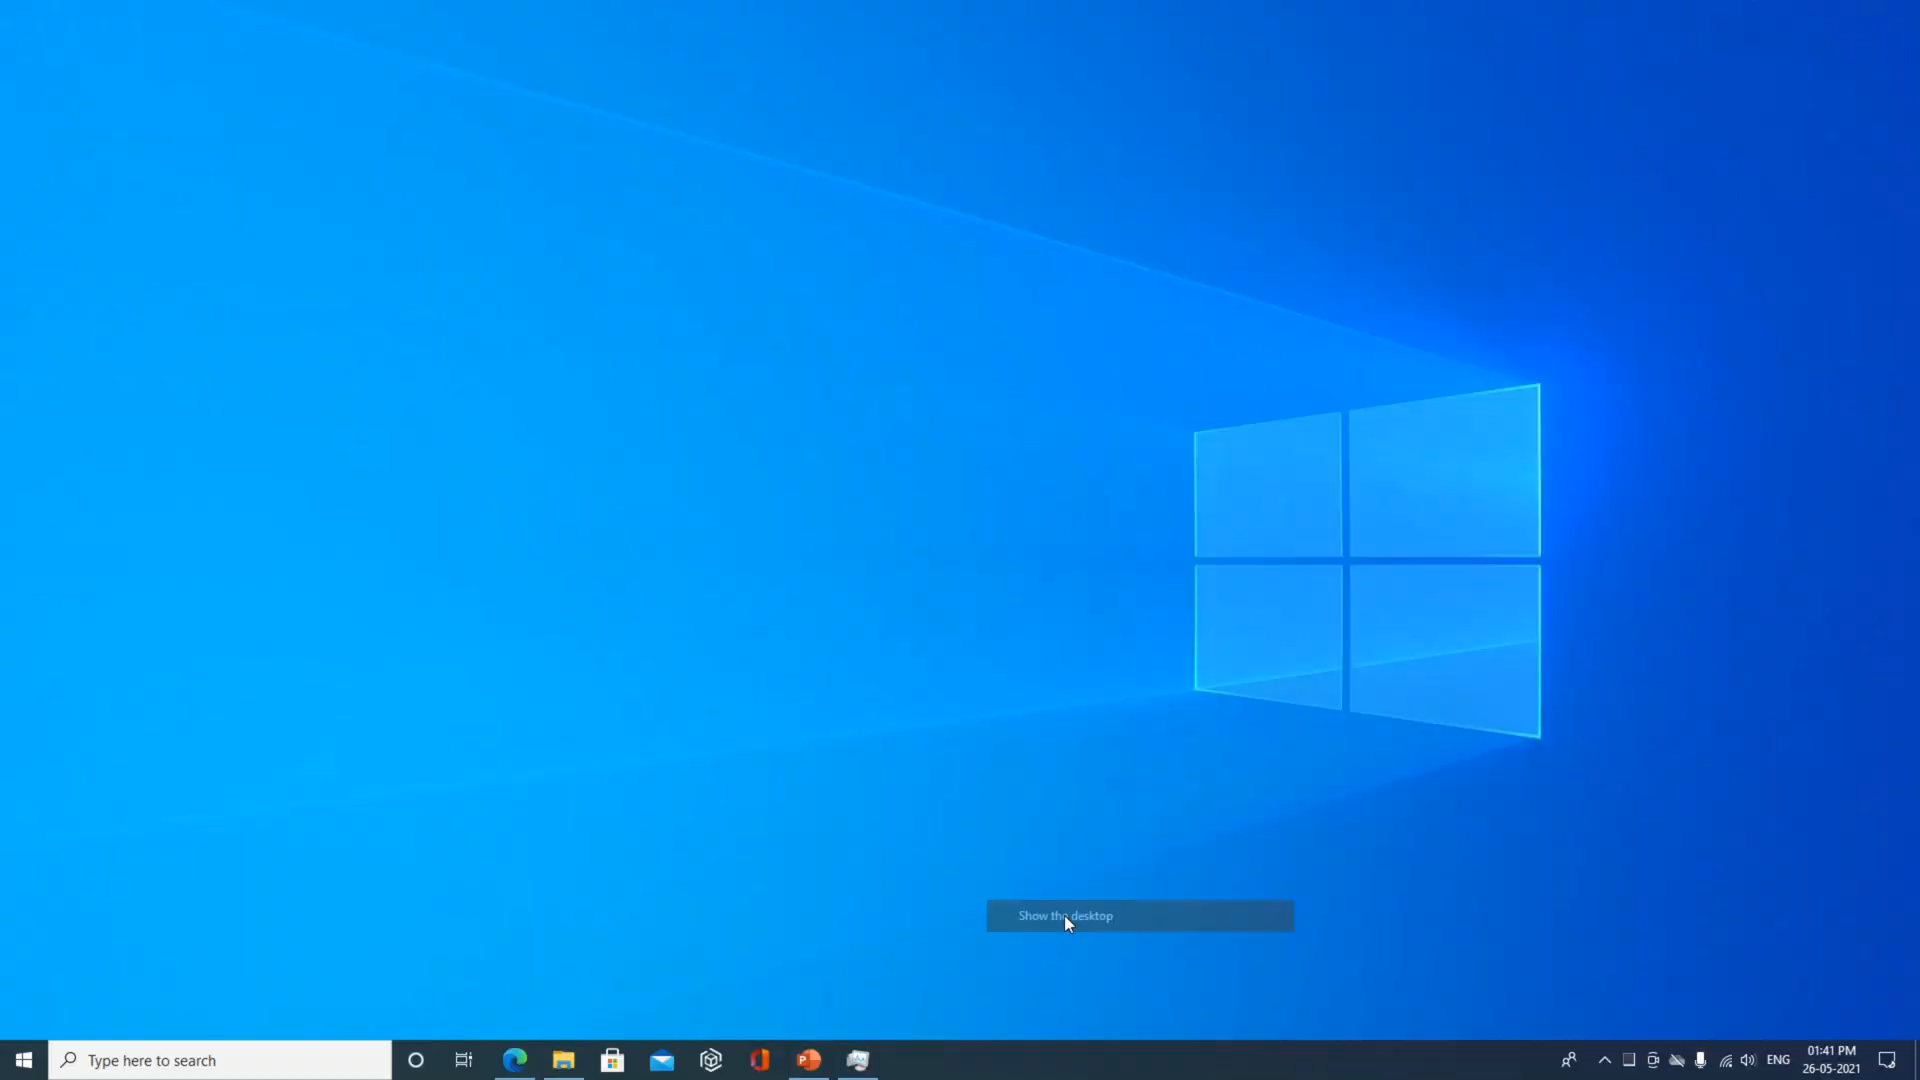 Show the desktop
Type here to search
ENG
01:41 PM
26-05-2021